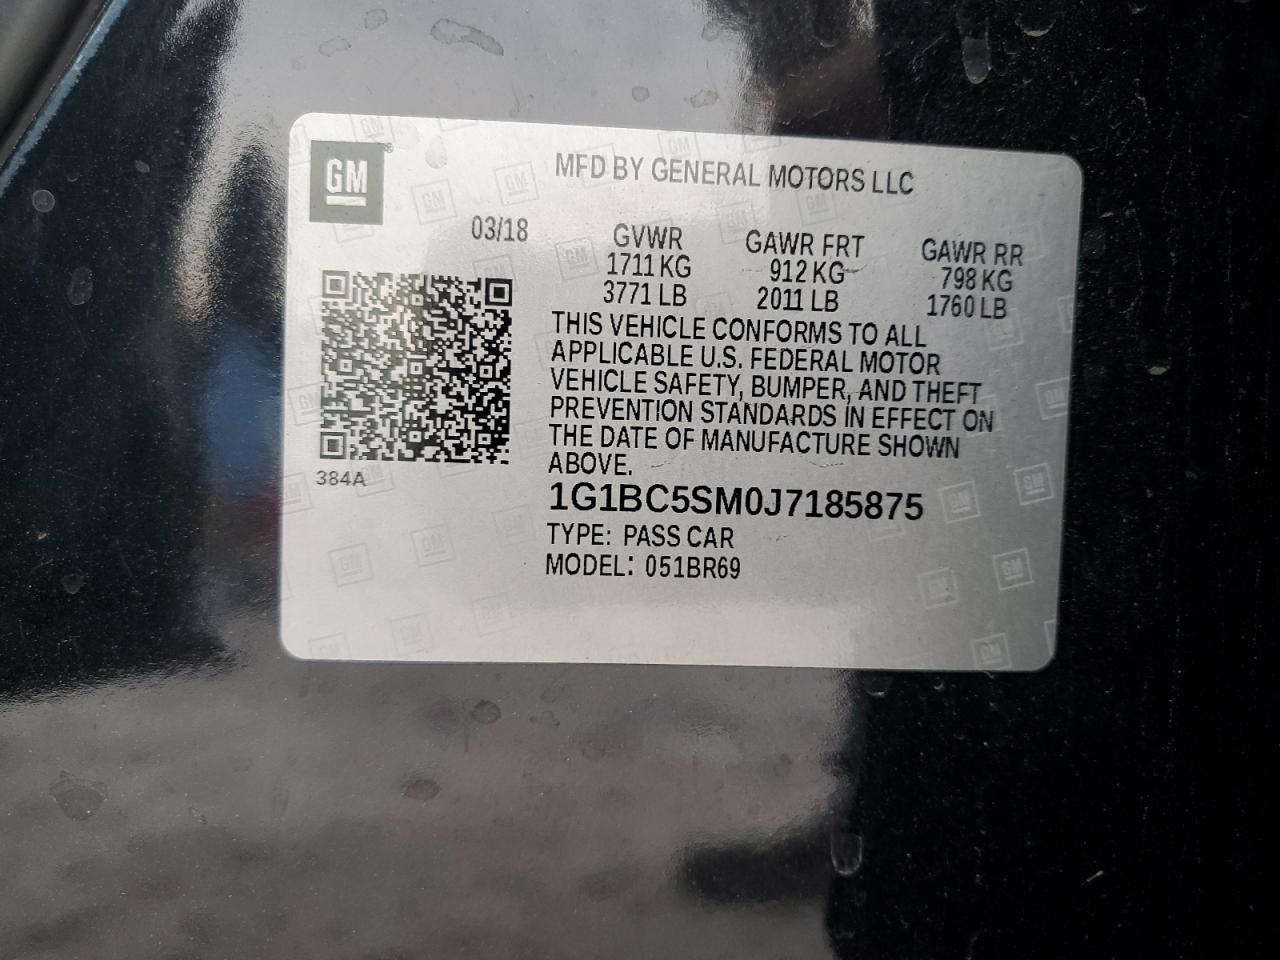 GM
MFD BY GENERAL MOTORS LLC
03/18
GVWR GAWR FRT GAWR RR
1711 KG 912 KG 798 KG
3771 LB 2011 LB 1760 LB
THIS VEHICLE CONFORMS TO ALL
APPLICABLE U.S. FEDERAL MOTOR
VEHICLE SAFETY, BUMPER, AND THEFT
PREVENTION STANDARDS IN EFFECT ON
THE DATE OF MANUFACTURE SHOWN
ABOVE.
384A
1G1BC5SM0J7185875
TYPE: PASS CAR
MODEL: 051BR69